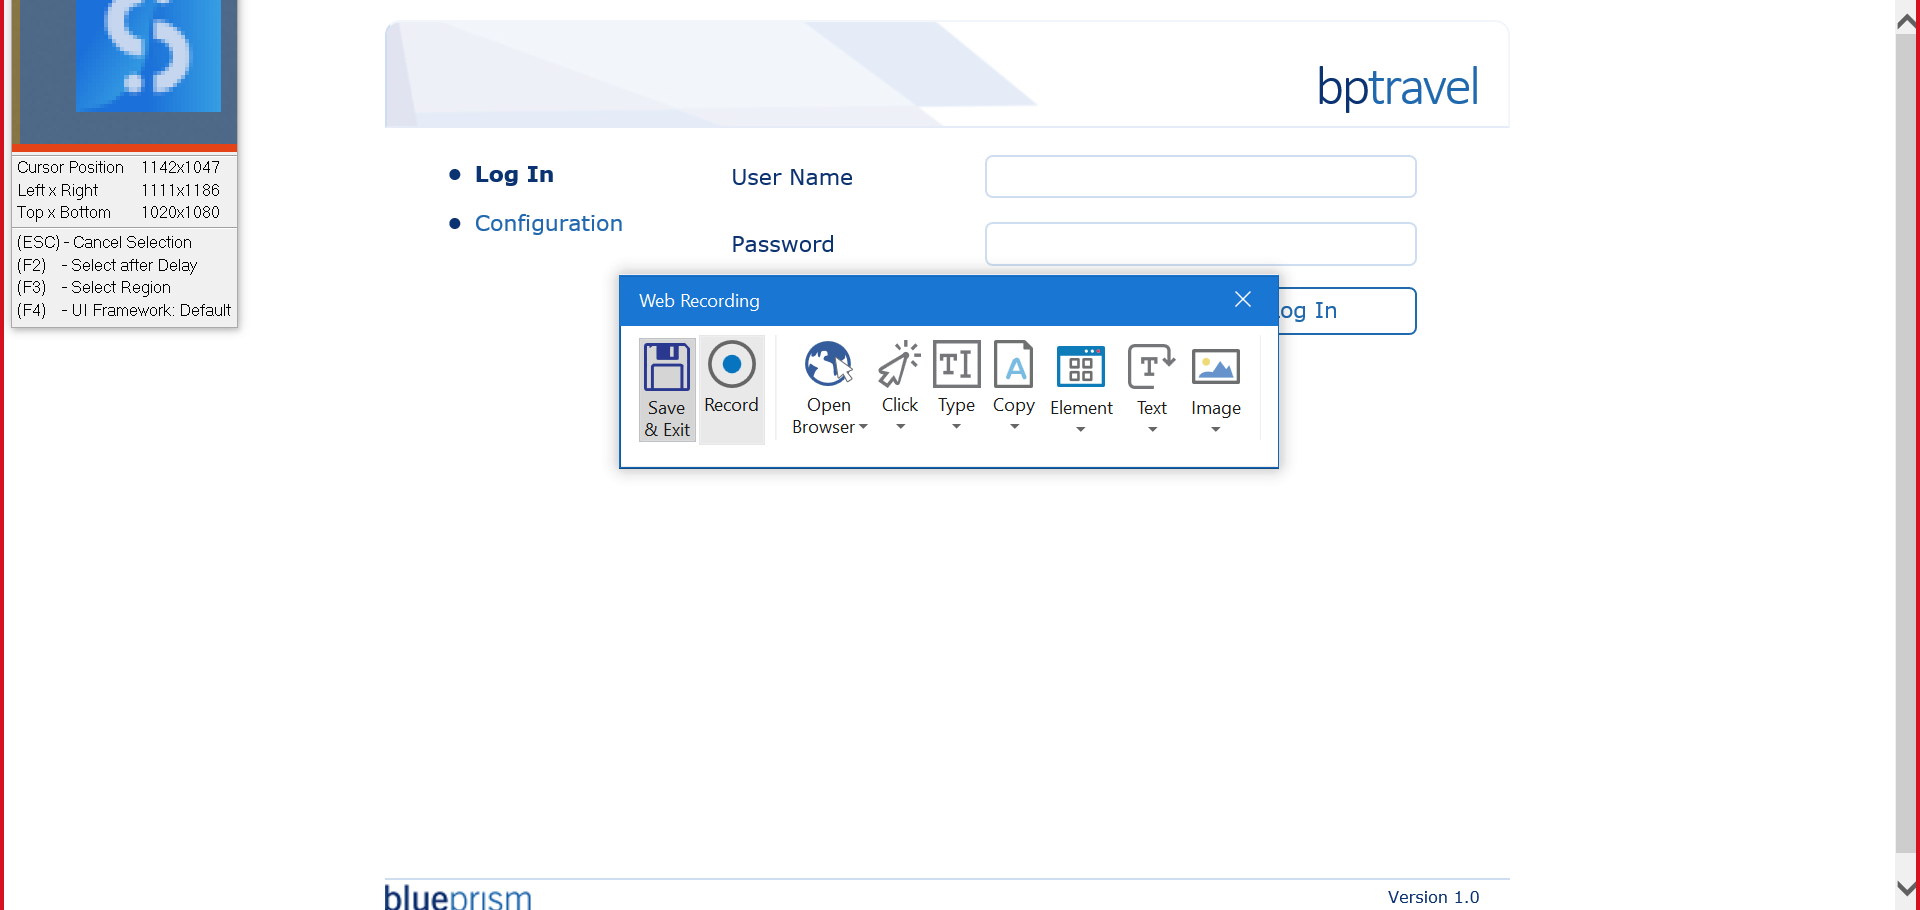 bptravel
Cursor Position 1142x1047
Left x Right 1111x1186
Top x Bottom 1020x1080
(ESC) - Cancel Selection
(F2) - Select after Delay
(F3) - Select Region
(F4) - UI Framework: Default
Log In
Configuration
User Name
Password
og In
Web Recording
Save & Exit
Record
Open Browser
Click
Type
Copy
Element
Text
Image
blueprism
Version 1.0